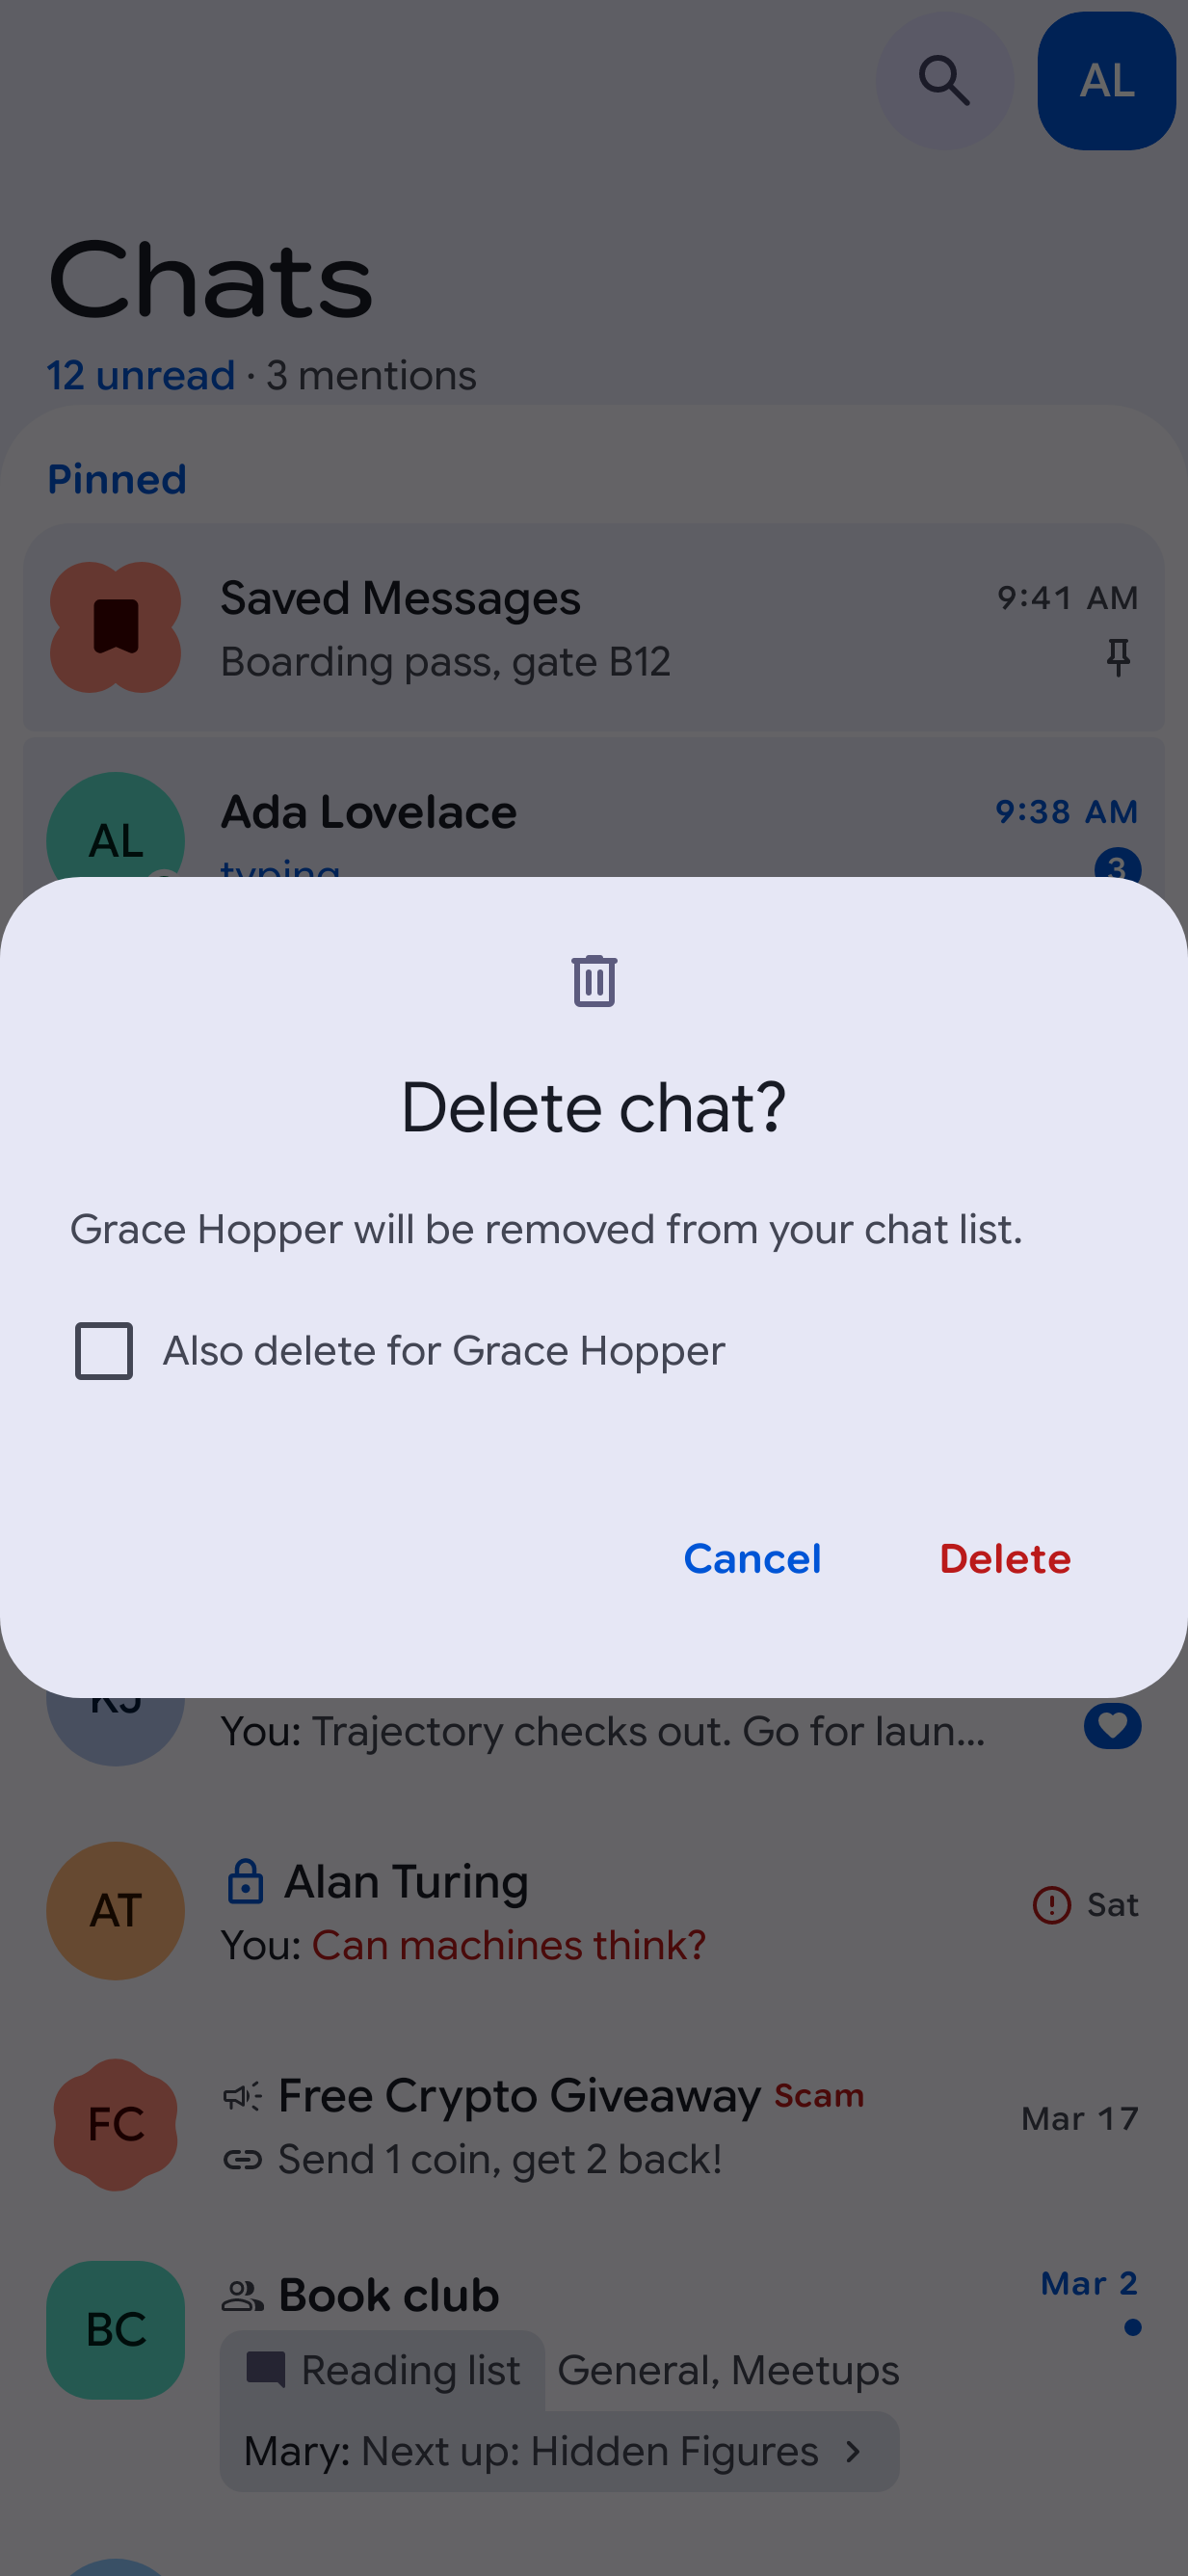 AL
Chats
12 unread · 3 mentions
Pinned
Saved Messages
9:41 AM
Boarding pass, gate B12
AL
Ada Lovelace
9:38 AM
typing
3
Delete chat?
Grace Hopper will be removed from your chat list.
Also delete for Grace Hopper
Cancel
Delete
KJ
You: Trajectory checks out. Go for laun...
AT
Alan Turing
Sat
You: Can machines think?
FC
Free Crypto Giveaway Scam
Mar 17
Send 1 coin, get 2 back!
BC
Book club
Mar 2
Reading list General, Meetups
Mary: Next up: Hidden Figures